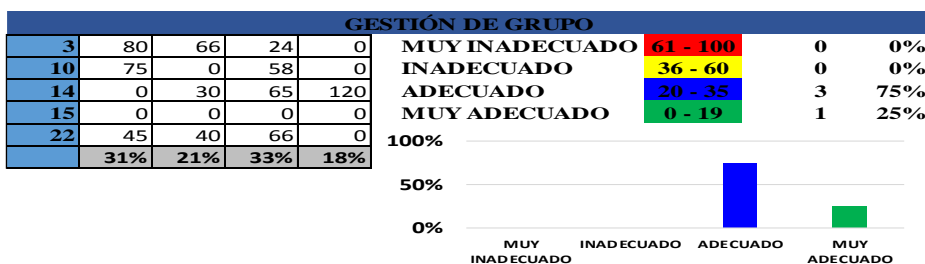 GESTIÓN DE GRUPO
3 80 66 24 0 MUY INADECUADO 61 - 100 0 0%
10 75 0 58 0 INADECUADO 36 - 60 0 0%
14 0 30 65 120 ADECUADO 20 - 35 3 75%
15 0 0 0 0 MUY ADECUADO 0 - 19 1 25%
22 45 40 66 0
31% 21% 33% 18%
100%
50%
0%
MUY INADECUADO ADECUADO MUY
INADECUADO ADECUADO